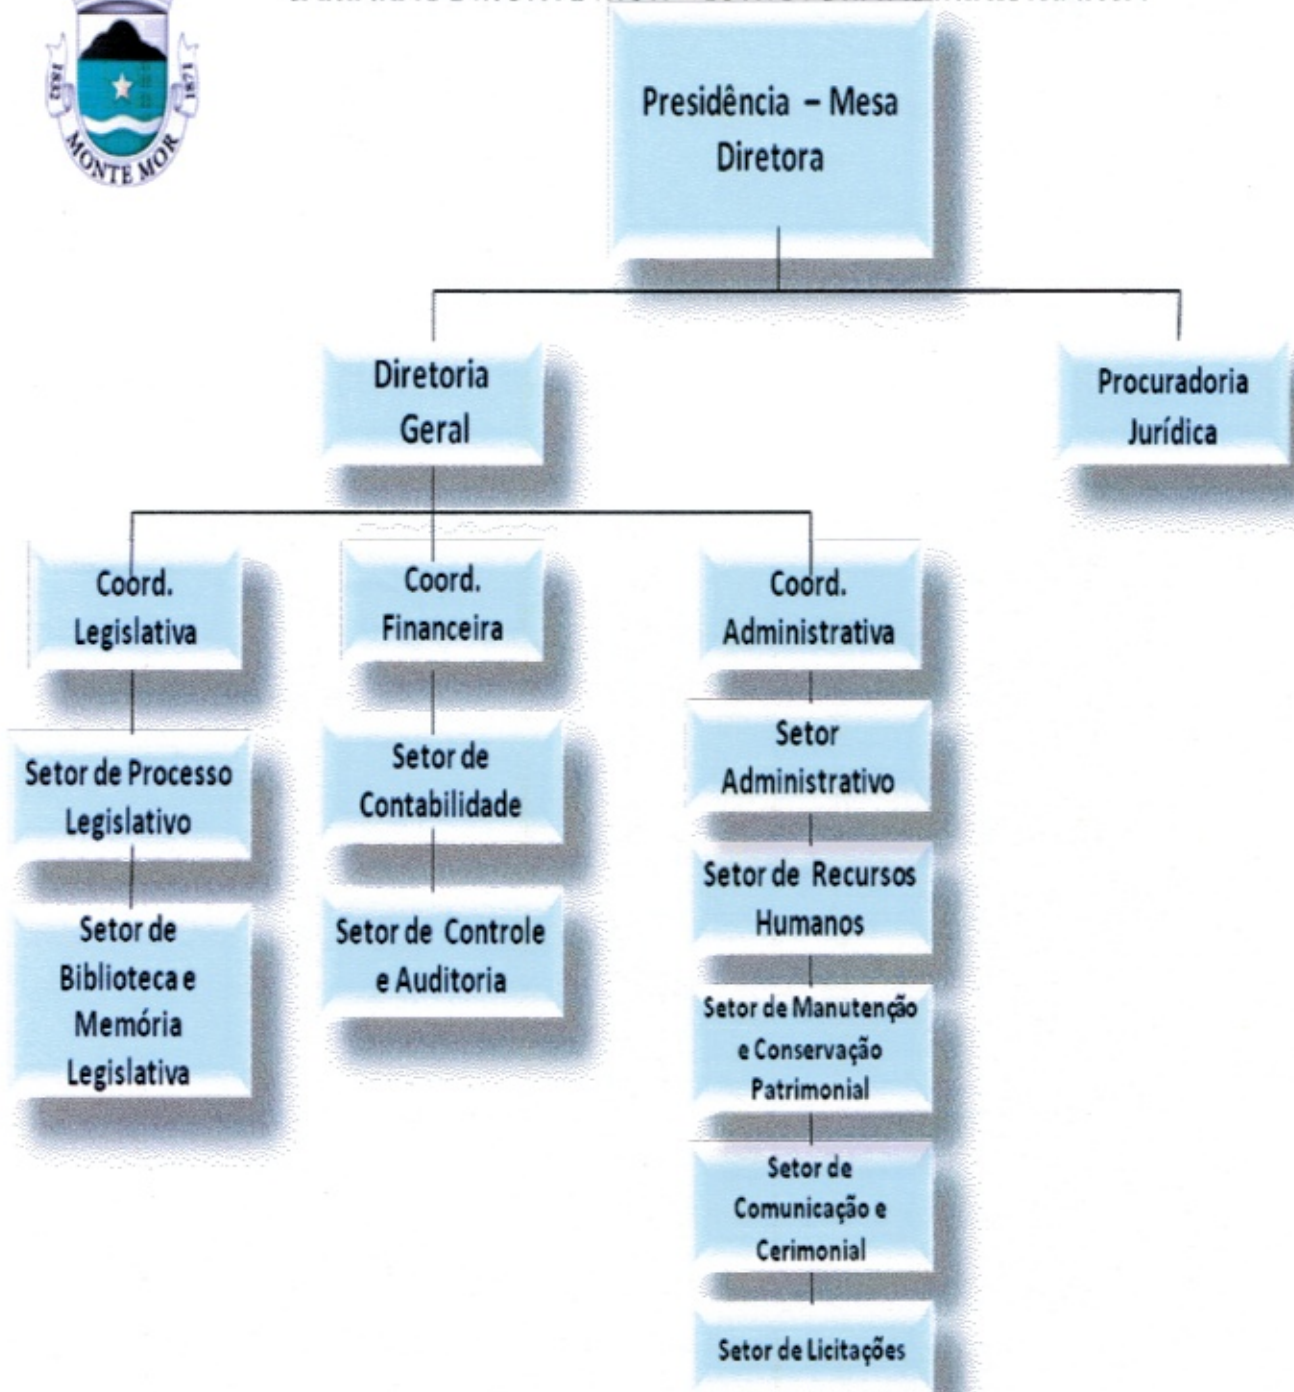 1832
1871
MONTE MOR
Presidência – Mesa
Diretora
Diretoria
Geral
Procuradoria
Jurídica
Coord.
Legislativa
Coord.
Financeira
Coord.
Administrativa
Setor de Processo
Legislativo
Setor de
Contabilidade
Setor
Administrativo
Setor de Recursos
Humanos
Setor de
Biblioteca e
Memória
Legislativa
Setor de Controle
e Auditoria
Setor de Manutenção
e Conservação
Patrimonial
Setor de
Comunicação e
Cerimonial
Setor de Licitações